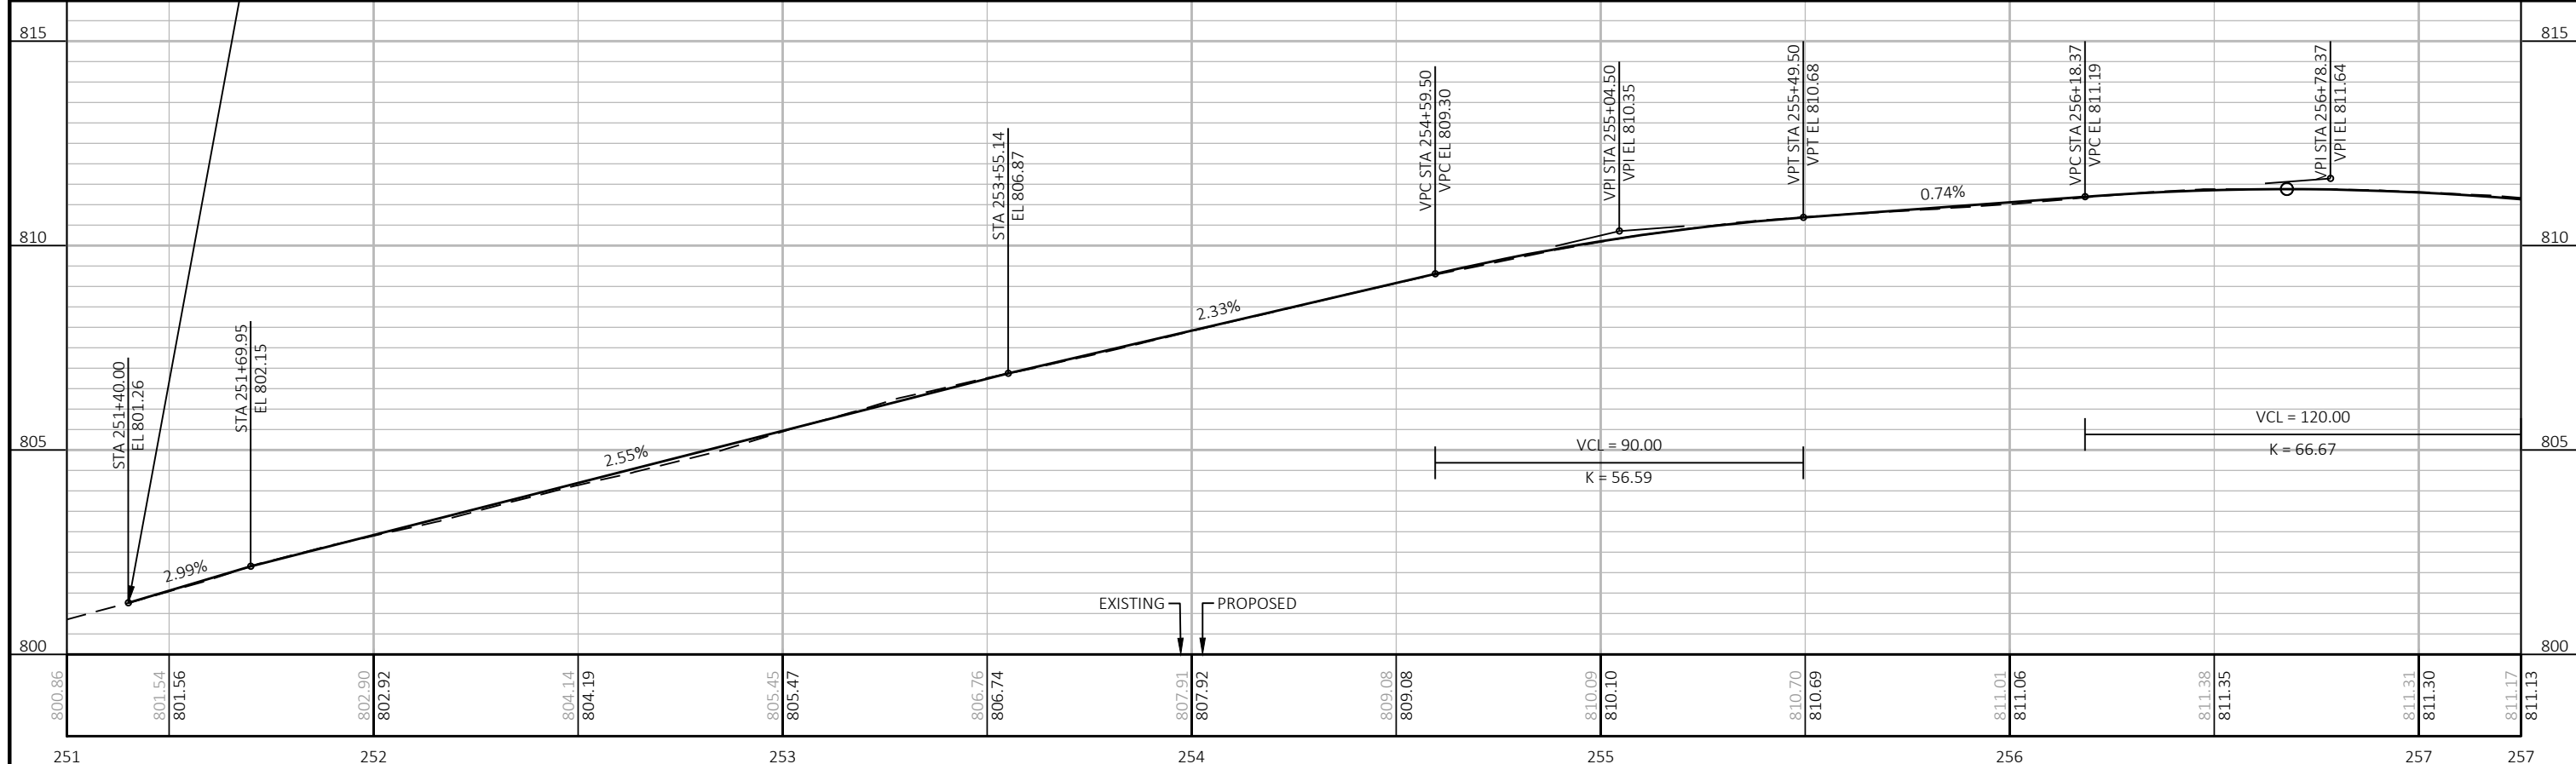 815
815
810
810
805
805
800
800
STA 251+40.00
EL 801.26
2.99%
STA 251+69.95
EL 802.15
2.55%
STA 253+55.14
EL 806.87
2.33%
VPC STA 254+59.50
VPC EL 809.30
VPI STA 255+04.50
VPI EL 810.35
VPT STA 255+49.50
VPT EL 810.68
0.74%
VPC STA 256+18.37
VPC EL 811.19
VPI STA 256+78.37
VPI EL 811.64
VCL = 90.00
K = 56.59
VCL = 120.00
K = 66.67
EXISTING
PROPOSED
800.86
801.54
801.56
802.90
802.92
804.14
804.19
805.45
805.47
806.76
806.74
807.91
807.92
809.08
809.08
810.09
810.10
810.70
810.69
811.01
811.06
811.38
811.35
811.31
811.30
811.17
811.13
251
252
253
254
255
256
257
257